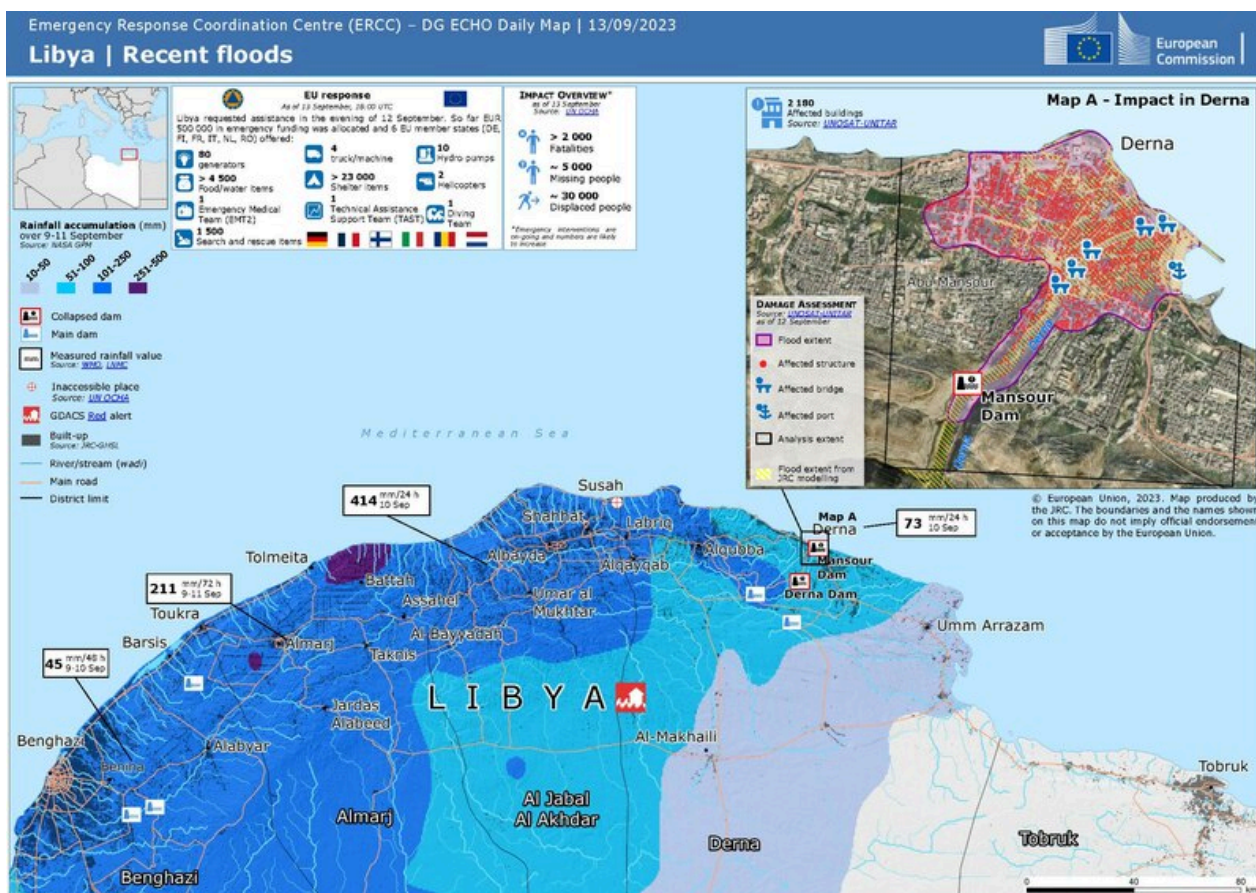 Emergency Response Coordination Centre (ERCC) – DG ECHO Daily Map | 13/09/2023
Libya | Recent floods
European
Commission
EU response
As of 13 September, 18:00 UTC
Libya requested assistance in the evening of 12 September. So far EUR
500 000 in emergency funding was allocated and 6 EU member states (DE,
FI, FR, IT, NL, RO) offered:
80
generators
4
truck/machine
10
Hydro pumps
> 4 500
Food/water items
> 23 000
Shelter items
2
Helicopters
1
Emergency Medical
Team (EMT2)
1
Technical Assistance
Support Team (TAST)
1
Diving
Team
1 500
Search and rescue items
IMPACT OVERVIEW*
as of 13 September
Source: UN OCHA
> 2 000
Fatalities
~ 5 000
Missing people
~ 30 000
Displaced people
*Emergency interventions are
on-going and numbers are likely
to increase
Rainfall accumulation (mm)
over 9-11 September
Source: NASA GPM
10-50
51-100
101-250
251-500
Collapsed dam
Main dam
mm
Measured rainfall value
Source: WMO, LNMC
Inaccessible place
Source: UN OCHA
GDACS Red alert
Built-up
Source: JRC-GHSL
River/stream (wadi)
Main road
District limit
2 180
Affected buildings
Source: UNOSAT-UNITAR
Map A - Impact in Derna
Derna
Abu Mansour
Mansour
Dam
DAMAGE ASSESSMENT
Source: UNOSAT-UNITAR
as of 12 September
Flood extent
Affected structure
Affected bridge
Affected port
Analysis extent
Flood extent from
JRC modelling
© European Union, 2023. Map produced by
the JRC. The boundaries and the names shown
on this map do not imply official endorsement
or acceptance by the European Union.
Mediterranean Sea
414 mm/24 h
10 Sep
Susah
Shahhat
Labriq
Map A
Derna
73 mm/24 h
10 Sep
Tolmeita
Albayda
Alqayqab
Alqubba
Mansour
Dam
Derna Dam
211 mm/72 h
9-11 Sep
Battah
Assahel
Umar al
Mukhtar
Toukra
Barsis
Almarj
Taknis
Al Bayyadah
Umm Arrazam
45 mm/48 h
9-10 Sep
LIBYA
Jardas
Alabeed
Benghazi
Benina
Alabyar
Al-Makhaili
Tobruk
Almarj
Al Jabal
Al Akhdar
Derna
Tobruk
Benghazi
0 40 80